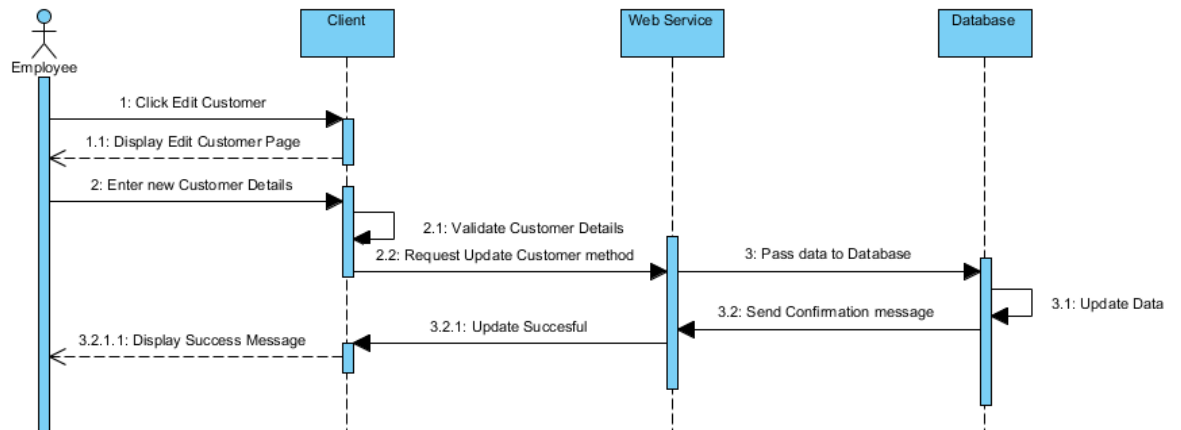 Client
Web Service
Database
Employee
1: Click Edit Customer
1.1: Display Edit Customer Page
2: Enter new Customer Details
2.1: Validate Customer Details
2.2: Request Update Customer method
3: Pass data to Database
3.1: Update Data
3.2: Send Confirmation message
3.2.1: Update Succesful
3.2.1.1: Display Success Message